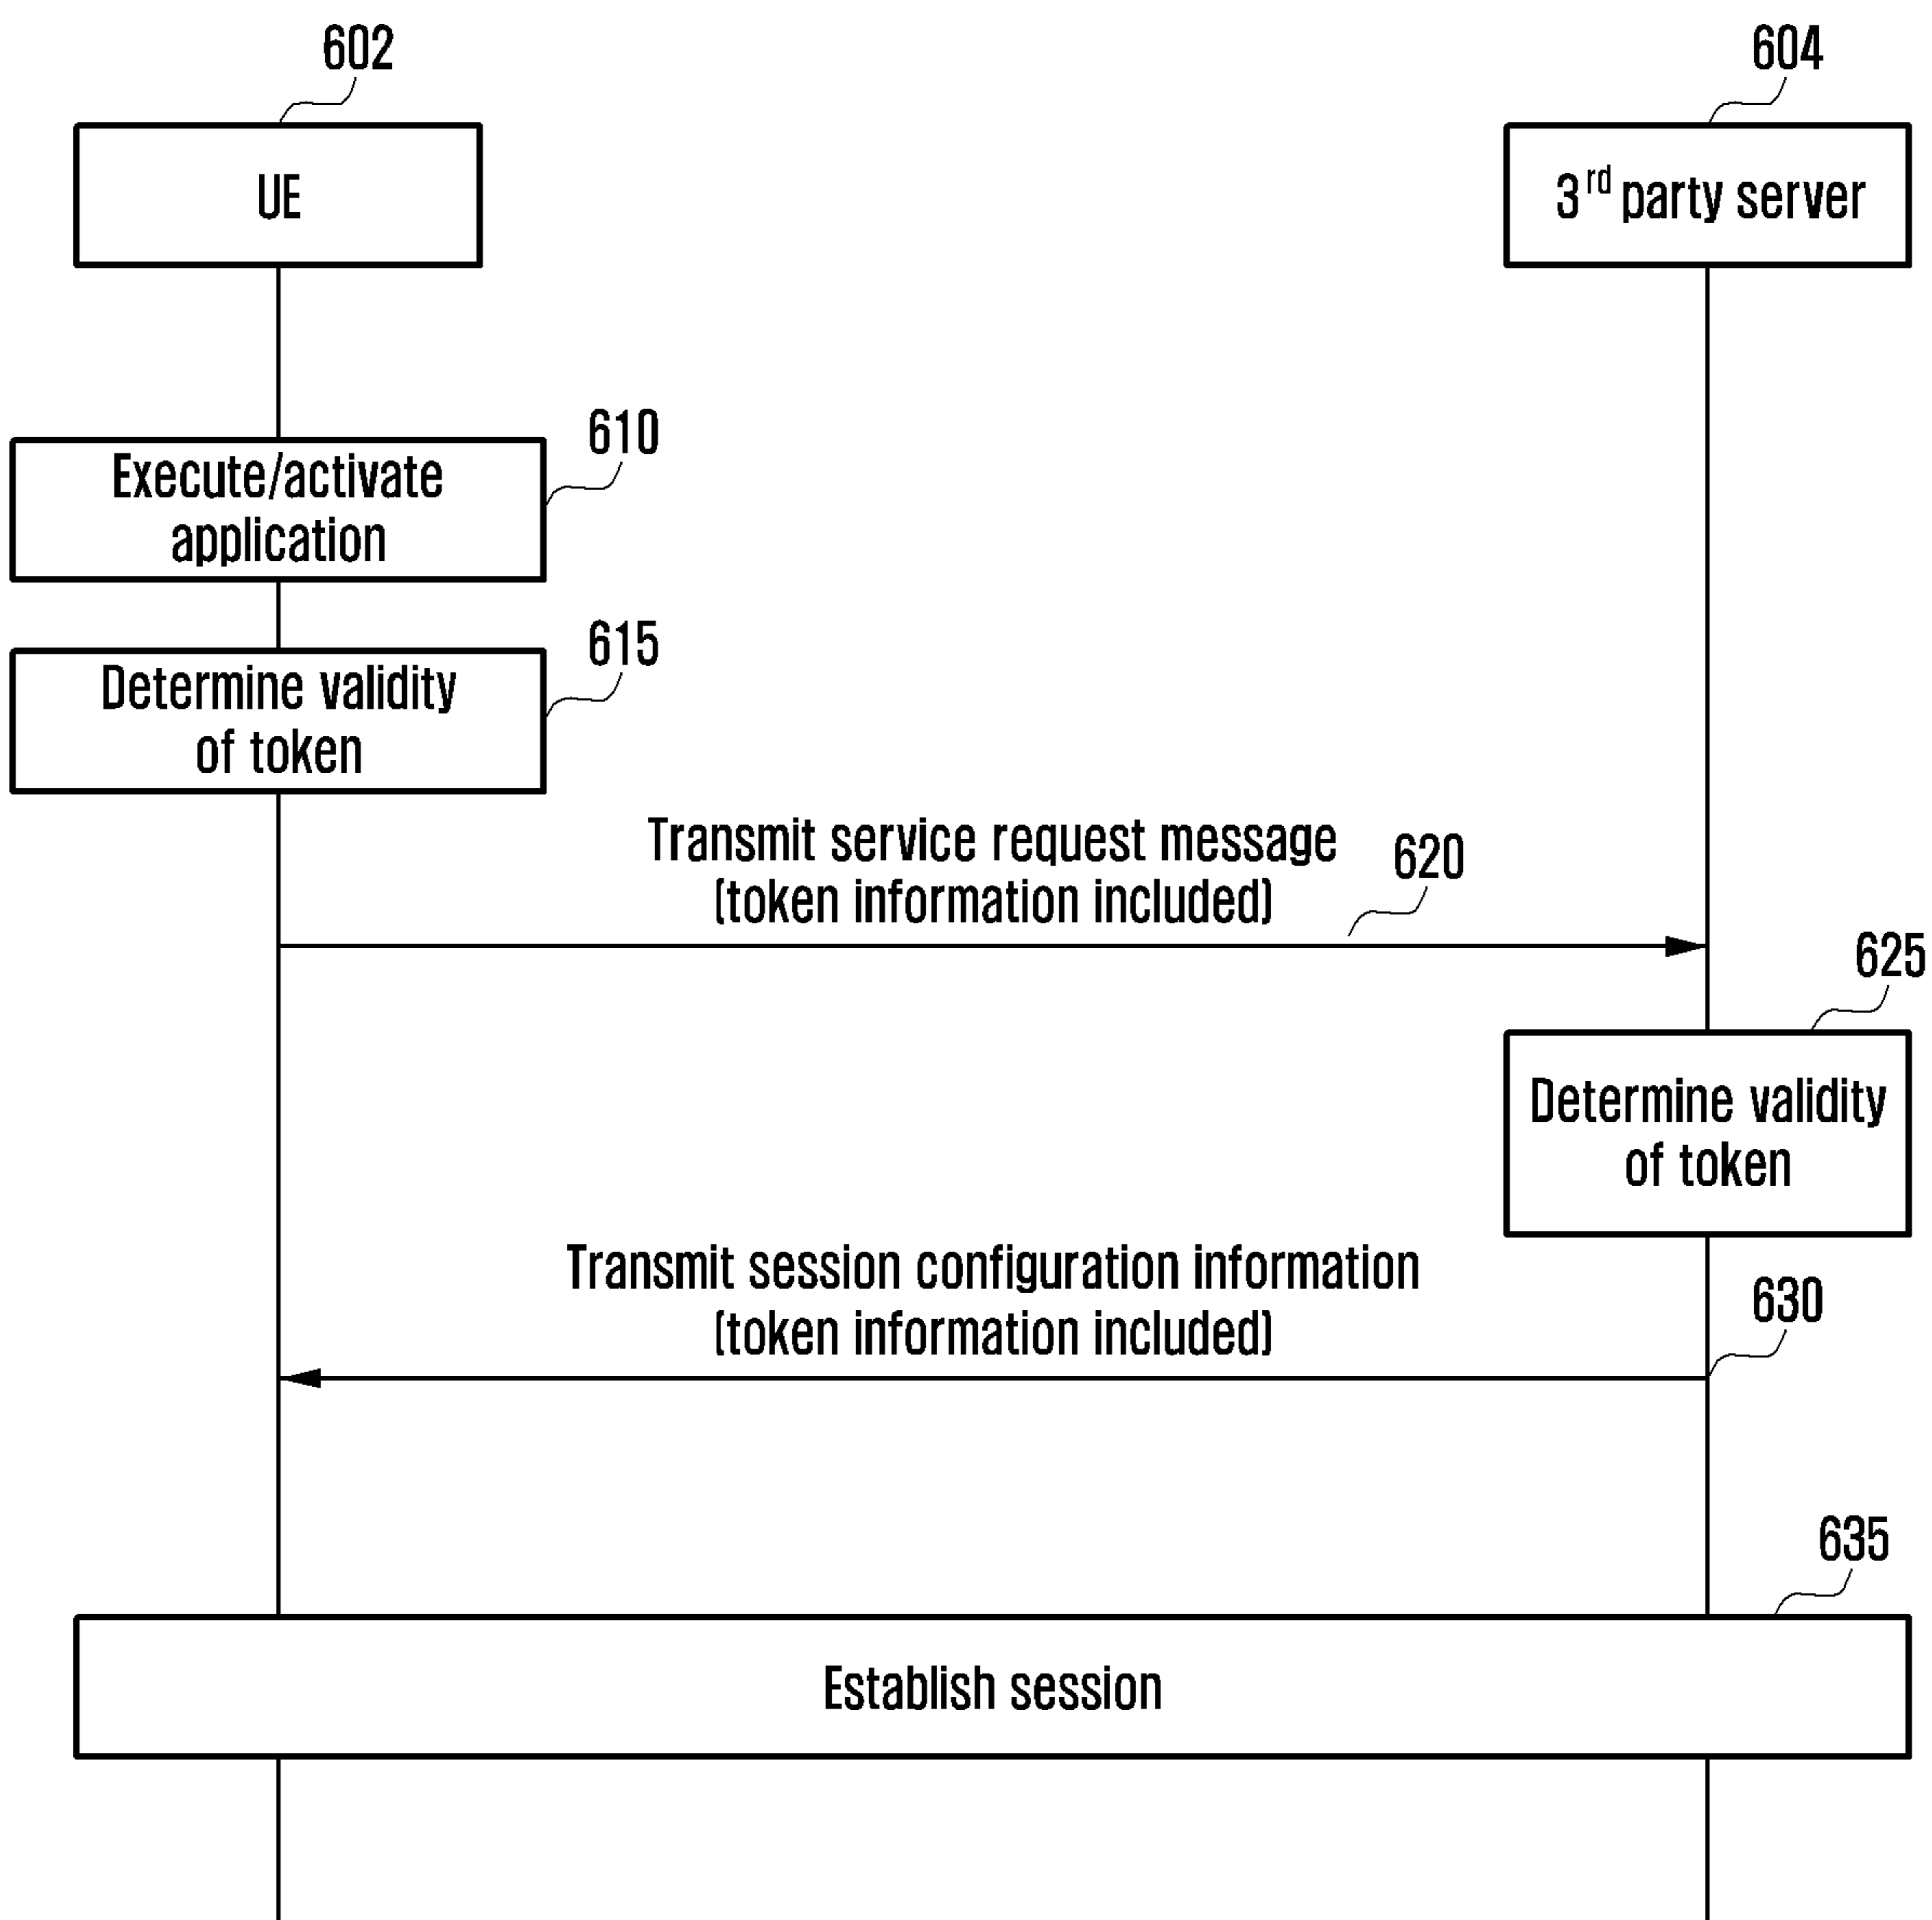 602
604
UE
3rd party server
610
Execute/activate
application
615
Determine validity
of token
Transmit service request message
(token information included)
620
625
Determine validity
of token
Transmit session configuration information
(token information included)
630
635
Establish session